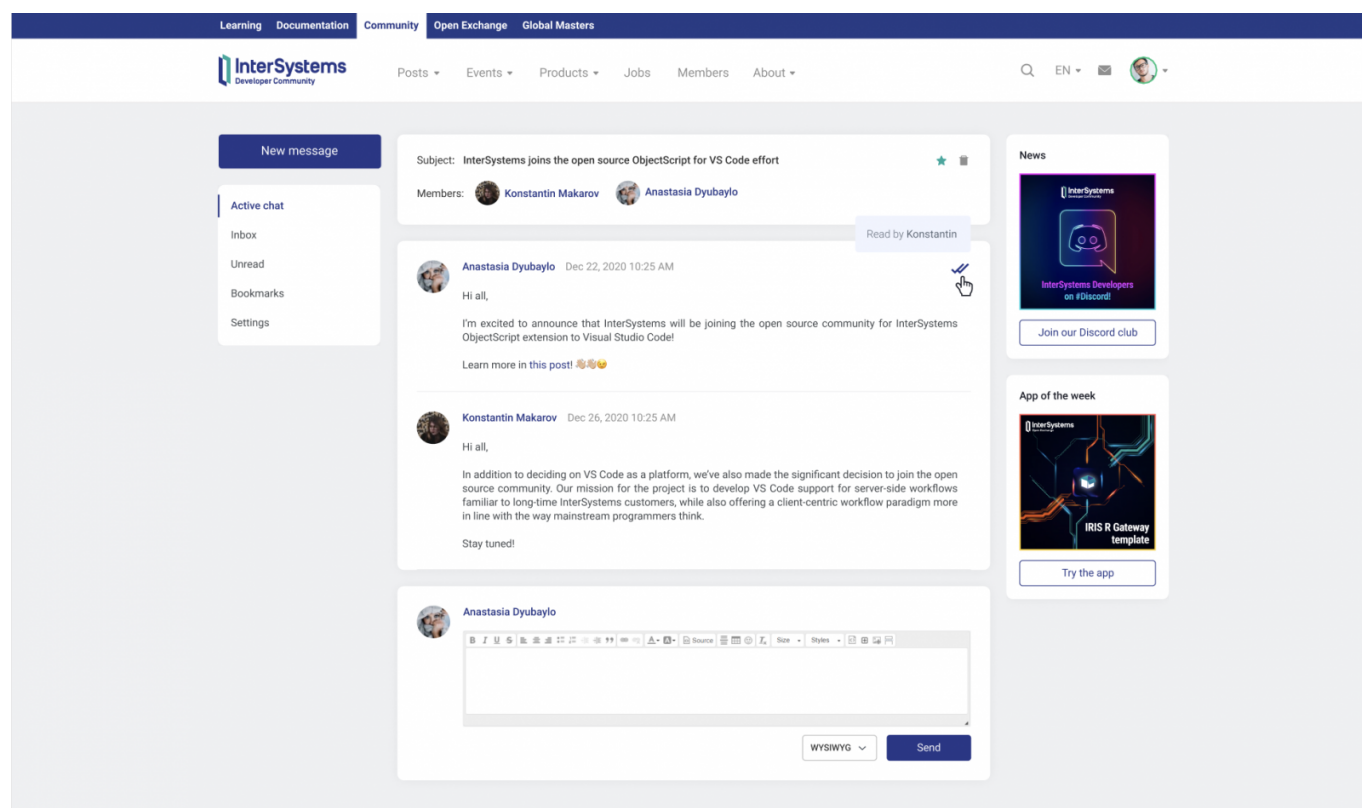 Learning Documentation Community Open Exchange Global Masters
InterSystems
Developer Community
Posts Events Products Jobs Members About
EN
New message
Active chat
Inbox
Unread
Bookmarks
Settings
Subject: InterSystems joins the open source ObjectScript for VS Code effort
Members: Konstantin Makarov Anastasia Dyubaylo
Read by Konstantin
Anastasia Dyubaylo Dec 22, 2020 10:25 AM
Hi all,
I'm excited to announce that InterSystems will be joining the open source community for InterSystems
ObjectScript extension to Visual Studio Code!
Learn more in this post! 👏🏼👏🏼😉
Konstantin Makarov Dec 26, 2020 10:25 AM
Hi all,
In addition to deciding on VS Code as a platform, we've also made the significant decision to join the open
source community. Our mission for the project is to develop VS Code support for server-side workflows
familiar to long-time InterSystems customers, while also offering a client-centric workflow paradigm more
in line with the way mainstream programmers think.
Stay tuned!
Anastasia Dyubaylo
B I U S Source Size Styles
WYSIWYG Send
News
InterSystems
Developer Community
InterSystems Developers
on #Discord!
Join our Discord club
App of the week
InterSystems
Open Exchange
IRIS R Gateway
template
Try the app